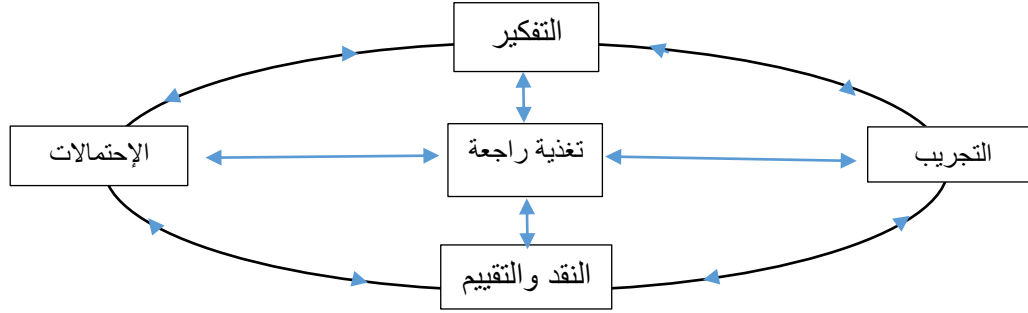 التفكير
التجريب
تغذية راجعة
الإحتمالات
النقد والتقييم